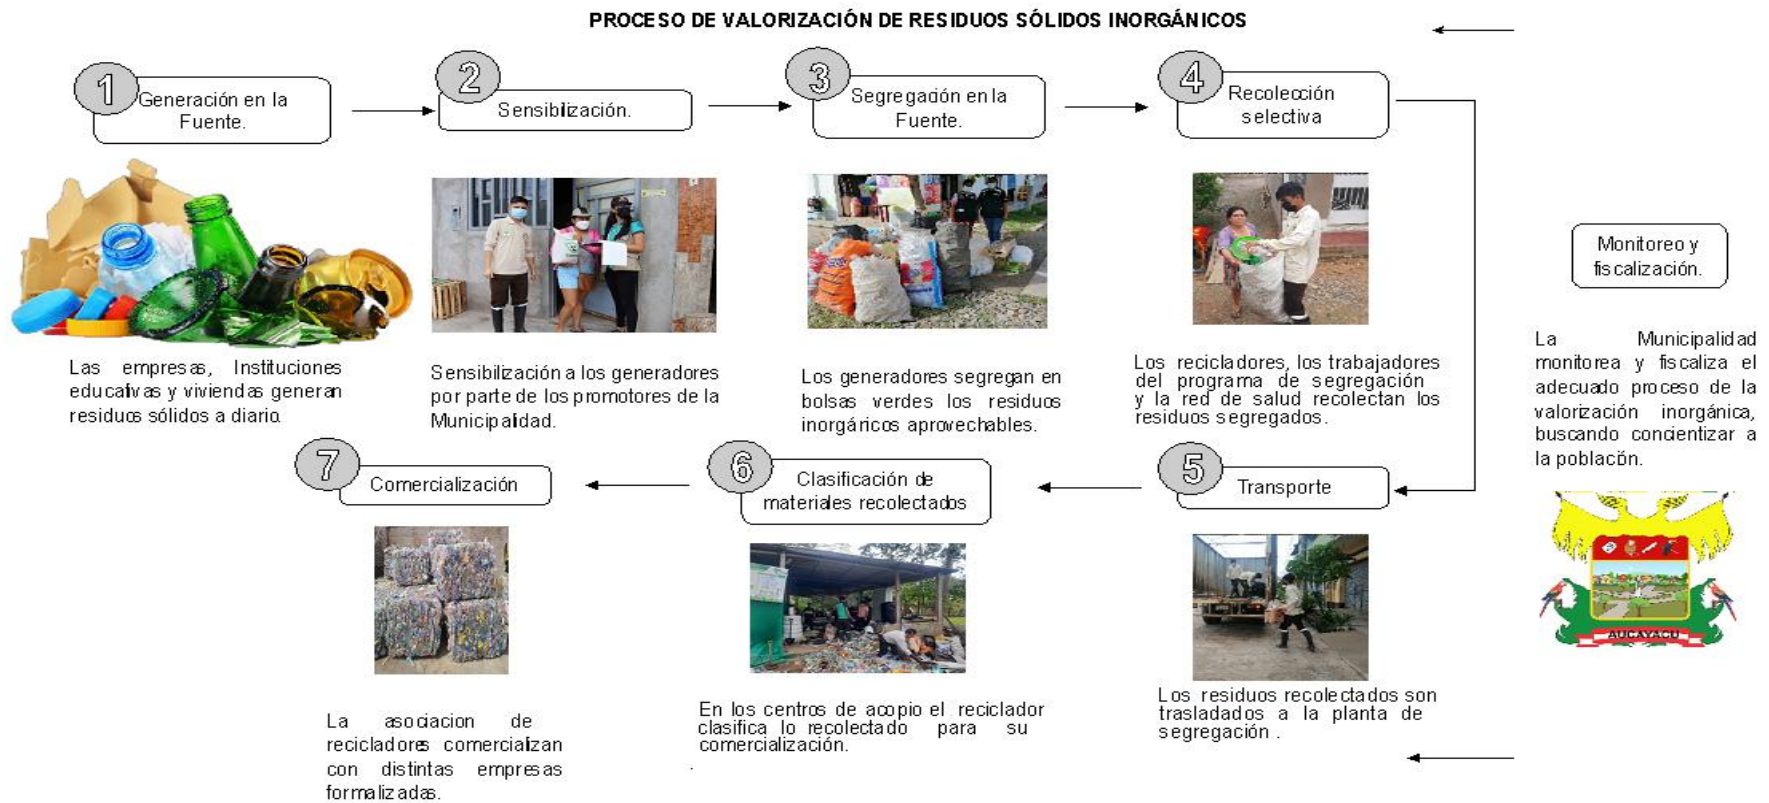 PROCESO DE VALORIZACIÓN DE RESIDUOS SÓLIDOS INORGÁNICOS
1
Generación en la
Fuente.
Las empresas, Instituciones
educativas y viviendas generan
residuos sólidos a diario.
2
Sensibilización.
Sensibilización a los generadores
por parte de los promotores de la
Municipalidad.
3
Segregación en la
Fuente.
Los generadores segregan en
bolsas verdes los residuos
inorgáricos aprovechables.
4
Recolección
selectiva
Los recicladores, los trabajadores
del programa de segregación
y la red de salud recolectan los
residuos segregados.
5
Transporte
Los residuos recolectados son
trasladados a la planta de
segregación .
6
Clasificación de
materiales recolectados
En los centros de acopio el reciclador
clasifica lo recolectado para su
comercialización.
.
7
Comercialización
La asociacion de
recicladores comercializan
con distintas empresas
formalizadas.
Monitoreo y
fiscalización.
La Municipalidad
monitorea y fiscaliza el
adecuado proceso de la
valorización inorgánica,
buscando concientizar a
la población.
AUCAYACU